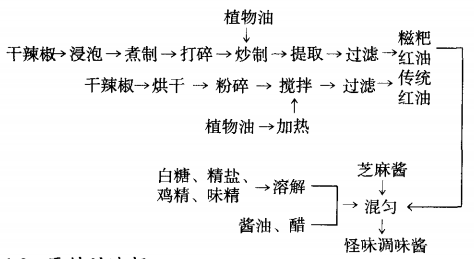 植物油
干辣椒→浸泡→煮制→打碎→炒制→提取→过滤→糍粑红油
干辣椒→烘干→粉碎→搅拌→过滤→传统红油
植物油→加热
白糖、精盐、鸡精、味精→溶解
酱油、醋
芝麻酱
混匀
怪味调味酱